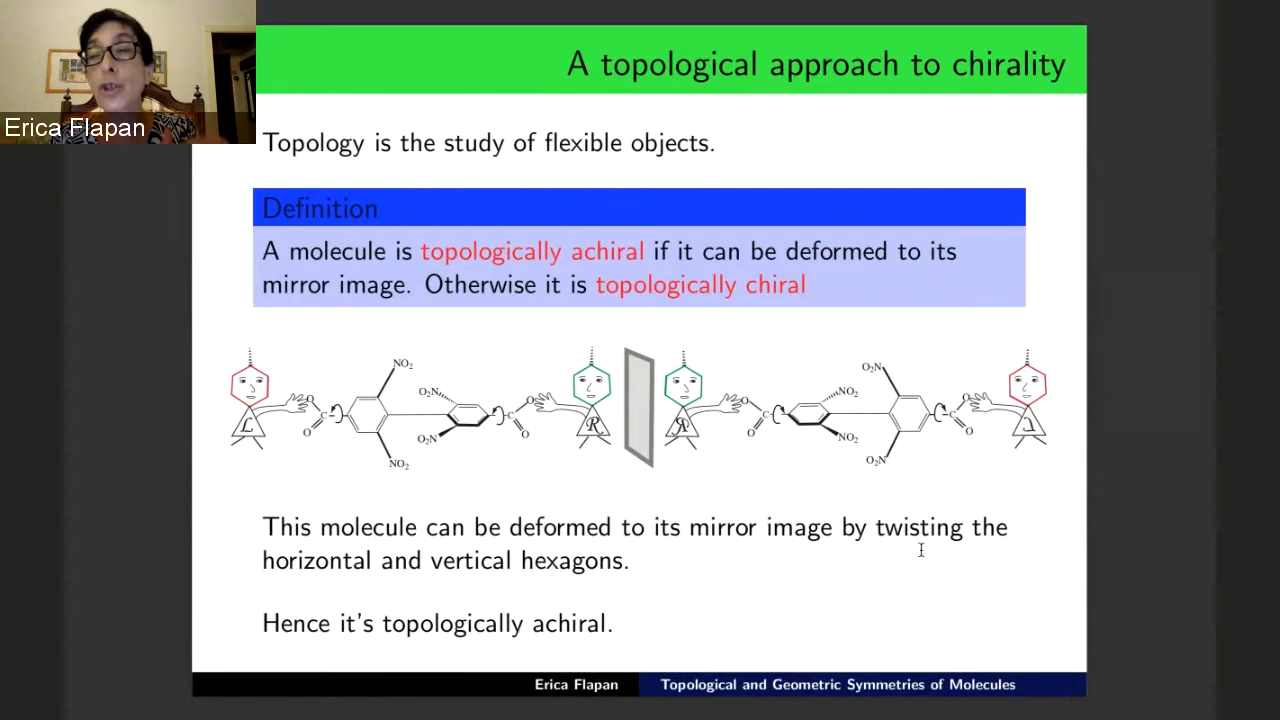 A topological approach to chirality
Erica Flapan
Topology is the study of flexible objects.
Definition
A molecule is topologically achiral if it can be deformed to its
mirror image. Otherwise it is topologically chiral
NO₂ O₂N O₂N NO₂
O C C O O C C O
L R R L
O O₂N O O NO₂ O
NO₂ O₂N
This molecule can be deformed to its mirror image by twisting the
horizontal and vertical hexagons.
Hence it's topologically achiral.
Erica Flapan Topological and Geometric Symmetries of Molecules